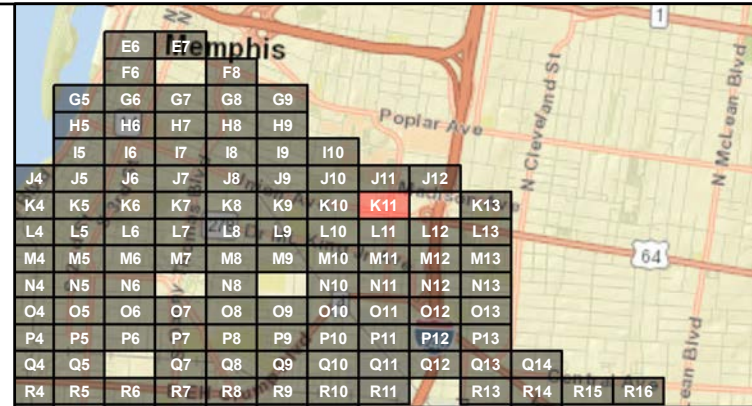 1
E6 E7 Memphis
F6 F8
G5 G6 G7 G8 G9
H5 H6 H7 H8 H9
Poplar Ave
N Cleveland St
N McLean Blvd
I5 I6 I7 I8 I9 I10
J4 J5 J6 J7 J8 J9 J10 J11 J12
Madison Ave
K4 K5 K6 K7 K8 K9 K10 K11 K13
L4 L5 L6 L7 L8 L9 L10 L11 L12 L13
64
M4 M5 M6 M7 M8 M9 M10 M11 M12 M13
N4 N5 N6 N8 N10 N11 N12 N13
O4 O5 O6 O7 O8 O9 O10 O11 O12 O13
P4 P5 P6 P7 P8 P9 P10 P11 P12 P13
Q4 Q5 Q7 Q8 Q9 Q10 Q11 Q12 Q13 Q14
Central Ave
ean Blvd
R4 R5 R6 R7 R8 R9 R10 R11 R13 R14 R15 R16